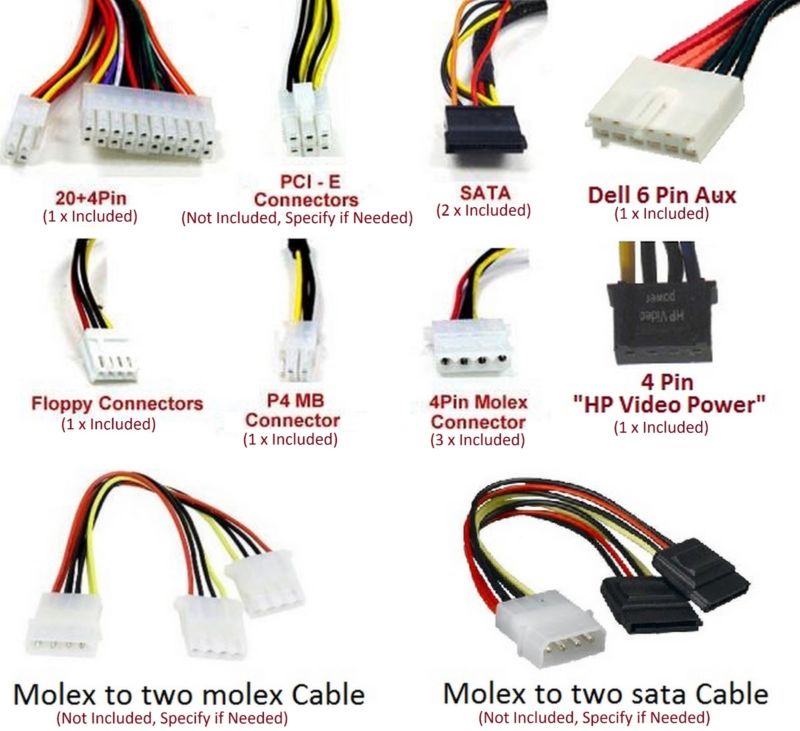 20+4Pin
(1 x Included)
PCI - E
Connectors
(Not Included, Specify if Needed)
SATA
(2 x Included)
Dell 6 Pin Aux
(1 x Included)
Floppy Connectors
(1 x Included)
P4 MB
Connector
(1 x Included)
4Pin Molex
Connector
(3 x Included)
HP Video
power
4 Pin
"HP Video Power"
(1 x Included)
Molex to two molex Cable
(Not Included, Specify if Needed)
Molex to two sata Cable
(Not Included, Specify if Needed)